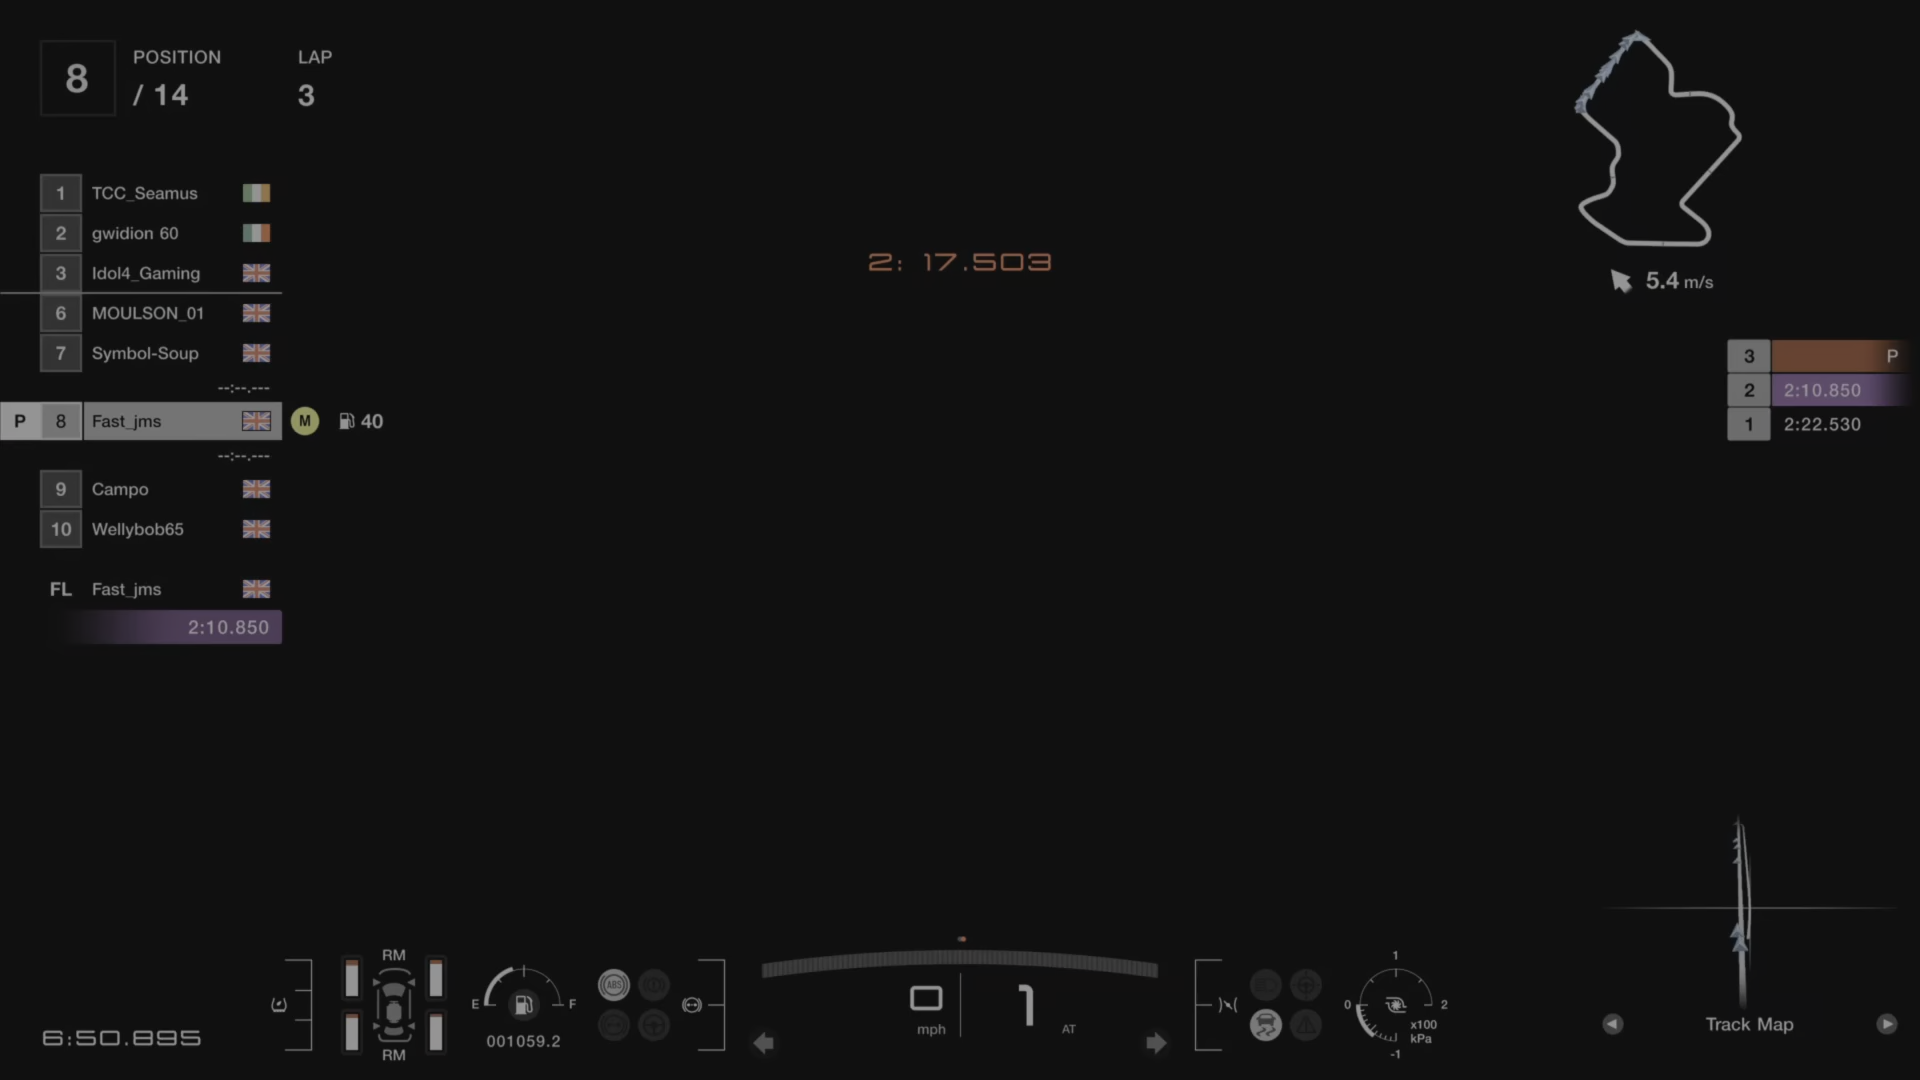 8
POSITION
/ 14
LAP
3
1 TCC_Seamus
2 gwidion 60
3 Idol4_Gaming
6 MOULSON_01
7 Symbol-Soup
--:--.---
P 8 Fast_jms M 40
--:--.---
9 Campo
10 Wellybob65
FL Fast_jms
2:10.850
2: 17.503
5.4 m/s
3 P
2 2:10.850
1 2:22.530
6:50.895
RM
RM
E F
001059.2
ABS
0
mph
1
AT
1
0 2
x100
kPa
-1
Track Map